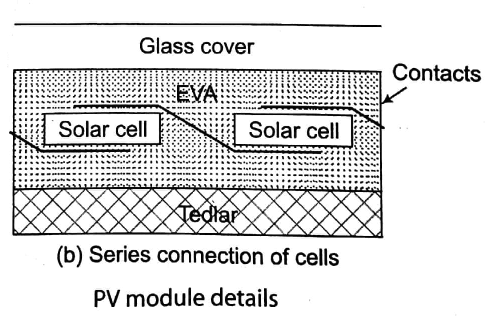 Glass cover
Contacts
EVA
Solar cell
Solar cell
Tedlar
(b) Series connection of cells
PV module details